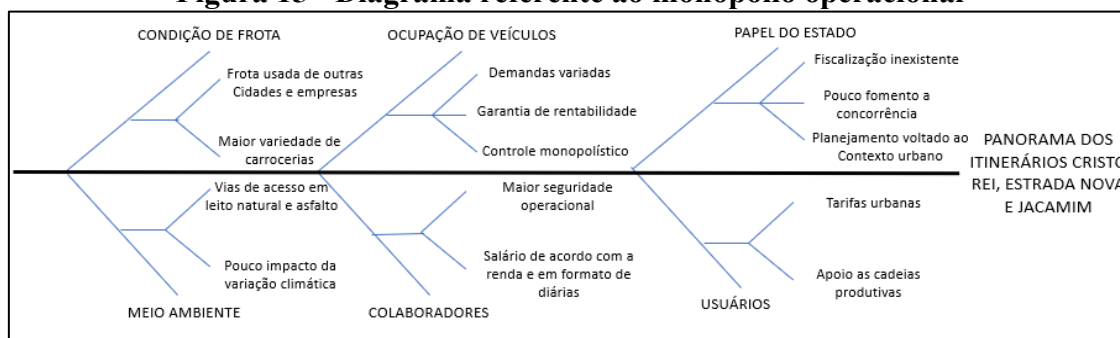 Figura 13 - Diagrama referente ao monopólio operacional
CONDIÇÃO DE FROTA
Frota usada de outras
Cidades e empresas
Maior variedade de
carrocerias
OCUPAÇÃO DE VEÍCULOS
Demandas variadas
Garantia de rentabilidade
Controle monopolístico
PAPEL DO ESTADO
Fiscalização inexistente
Pouco fomento a
concorrência
Planejamento voltado ao
Contexto urbano
PANORAMA DOS
ITINERÁRIOS CRISTO
REI, ESTRADA NOVA
E JACAMIM
Vias de acesso em
leito natural e asfalto
Pouco impacto da
variação climática
MEIO AMBIENTE
Maior seguridade
operacional
Salário de acordo com a
renda e em formato de
diárias
COLABORADORES
Tarifas urbanas
Apoio as cadeias
produtivas
USUÁRIOS